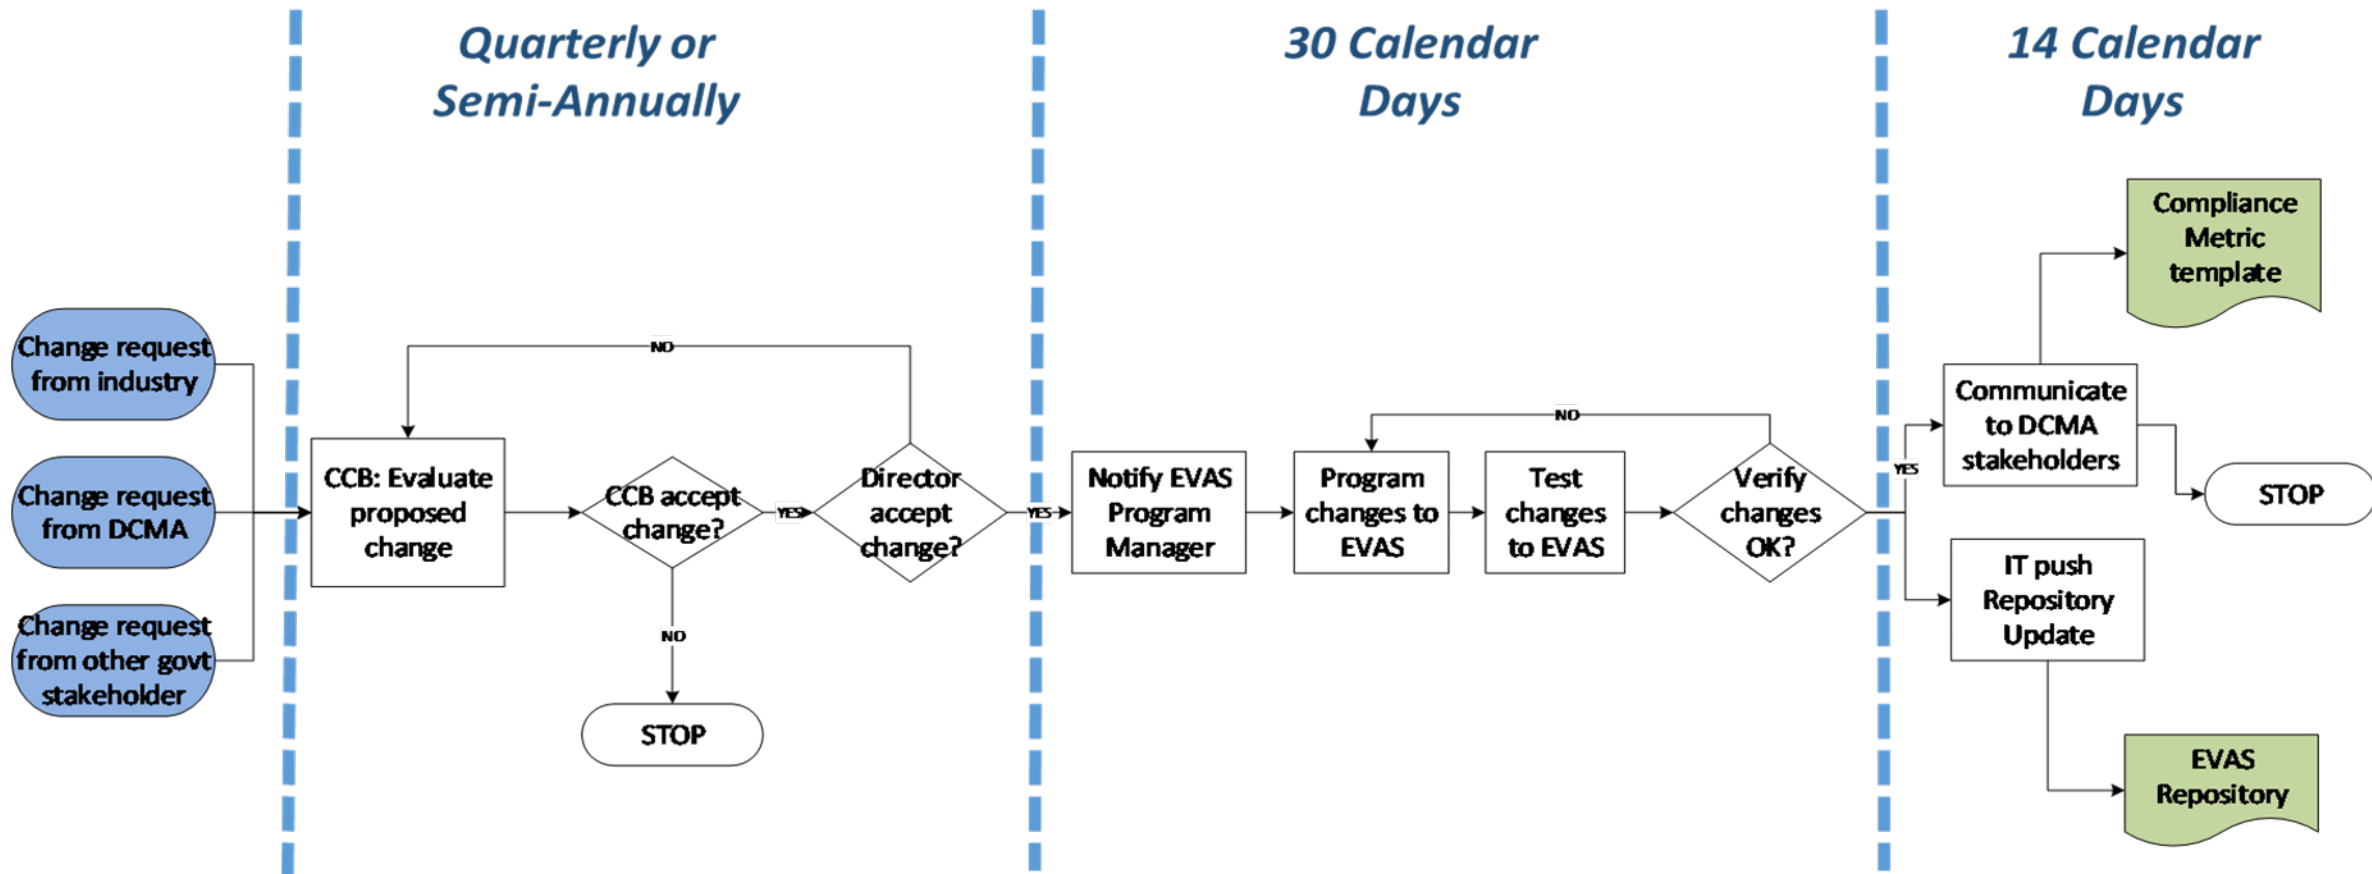 Quarterly or
Semi-Annually
30 Calendar
Days
14 Calendar
Days
Change request
from industry
Change request
from DCMA
Change request
from other govt
stakeholder
CCB: Evaluate
proposed
change
CCB accept
change?
NO
STOP
YES
Director
accept
change?
NO
YES
Notify EVAS
Program
Manager
Program
changes to
EVAS
Test
changes
to EVAS
Verify
changes
OK?
NO
YES
Communicate
to DCMA
stakeholders
Compliance
Metric
template
STOP
IT push
Repository
Update
EVAS
Repository